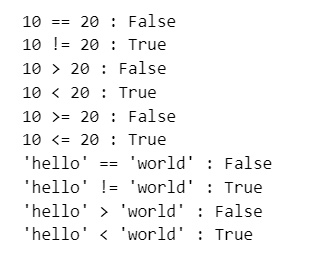 10 == 20 : False
10 != 20 : True
10 > 20 : False
10 < 20 : True
10 >= 20 : False
10 <= 20 : True
'hello' == 'world' : False
'hello' != 'world' : True
'hello' > 'world' : False
'hello' < 'world' : True